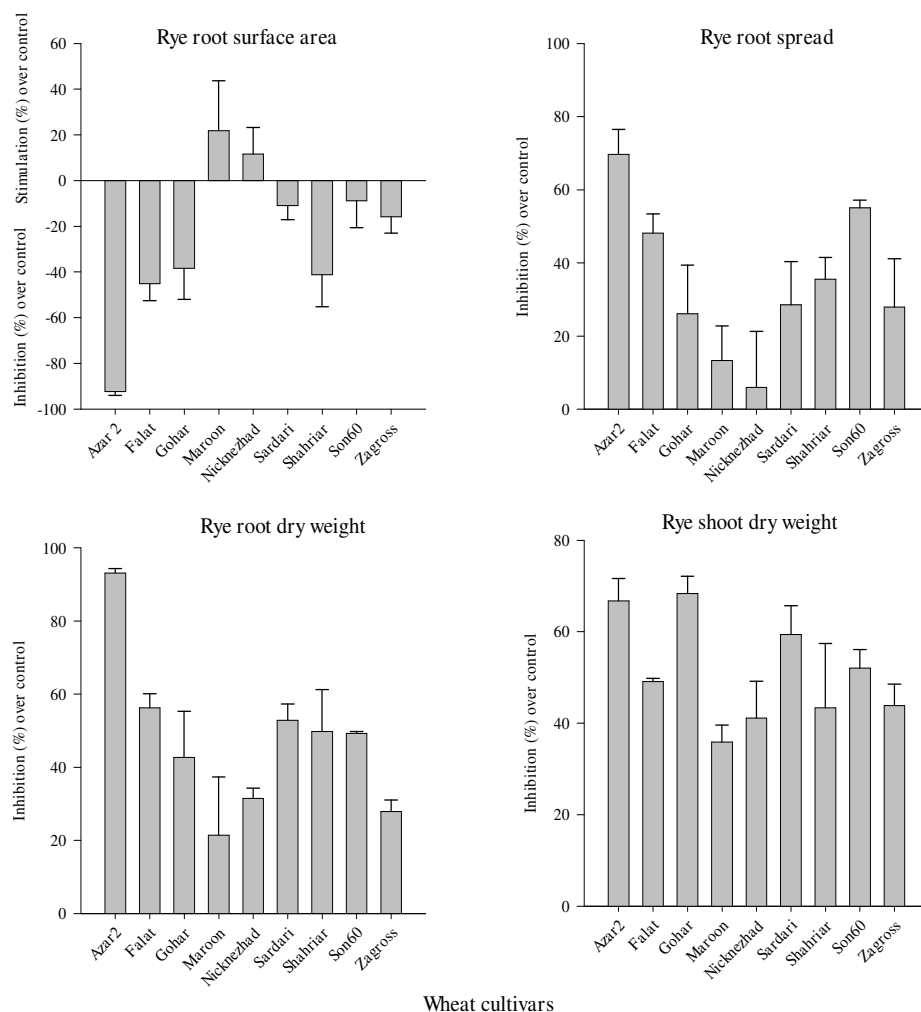 Rye root surface area
Stimulation (%) over control
Inhibition (%) over control
60
40
20
0
-20
-40
-60
-80
-100
Azar 2
Falat
Gohar
Maroon
Nicknezhad
Sardari
Shahriar
Son60
Zagross
Rye root spread
Inhibition (%) over control
100
80
60
40
20
0
Azar2
Falat
Gohar
Maroon
Nicknezhad
Sardari
Shahriar
Son60
Zagross
Rye root dry weight
Inhibition (%) over control
100
80
60
40
20
0
Azar2
Falat
Gohar
Maroon
Nicknezhad
Sardari
Shahriar
Son60
Zagross
Rye shoot dry weight
Inhibition (%) over control
80
60
40
20
0
Azar2
Falat
Gohar
Maroon
Nicknezhad
Sardari
Shahriar
Son60
Zagross
Wheat cultivars